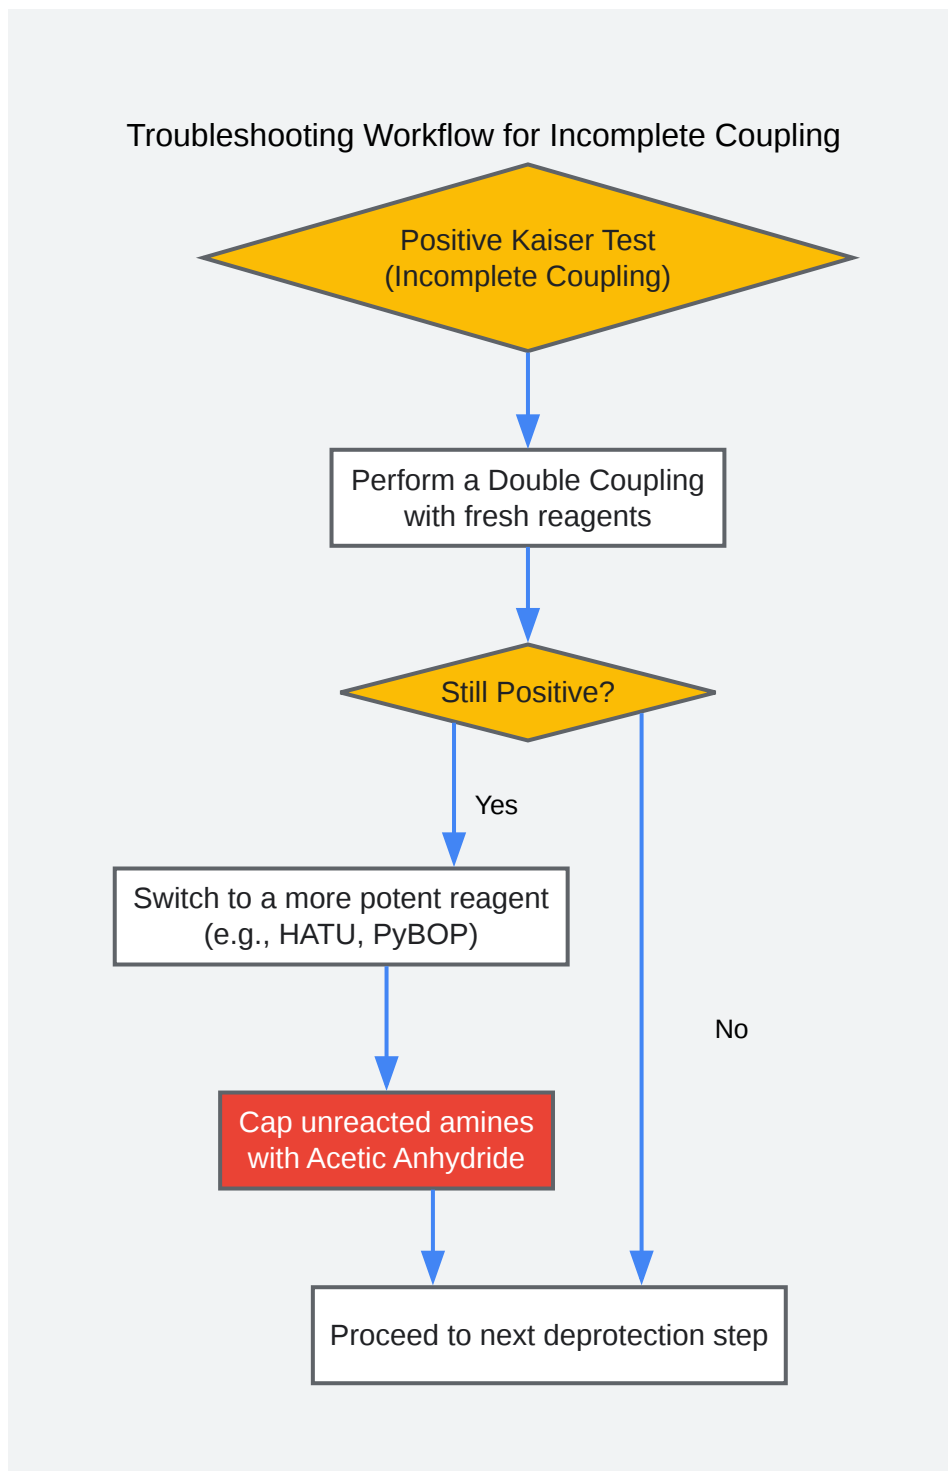 Troubleshooting Workflow for Incomplete Coupling
Positive Kaiser Test
(Incomplete Coupling)
Perform a Double Coupling
with fresh reagents
Still Positive?
Yes
Switch to a more potent reagent
(e.g., HATU, PyBOP)
No
Cap unreacted amines
with Acetic Anhydride
Proceed to next deprotection step